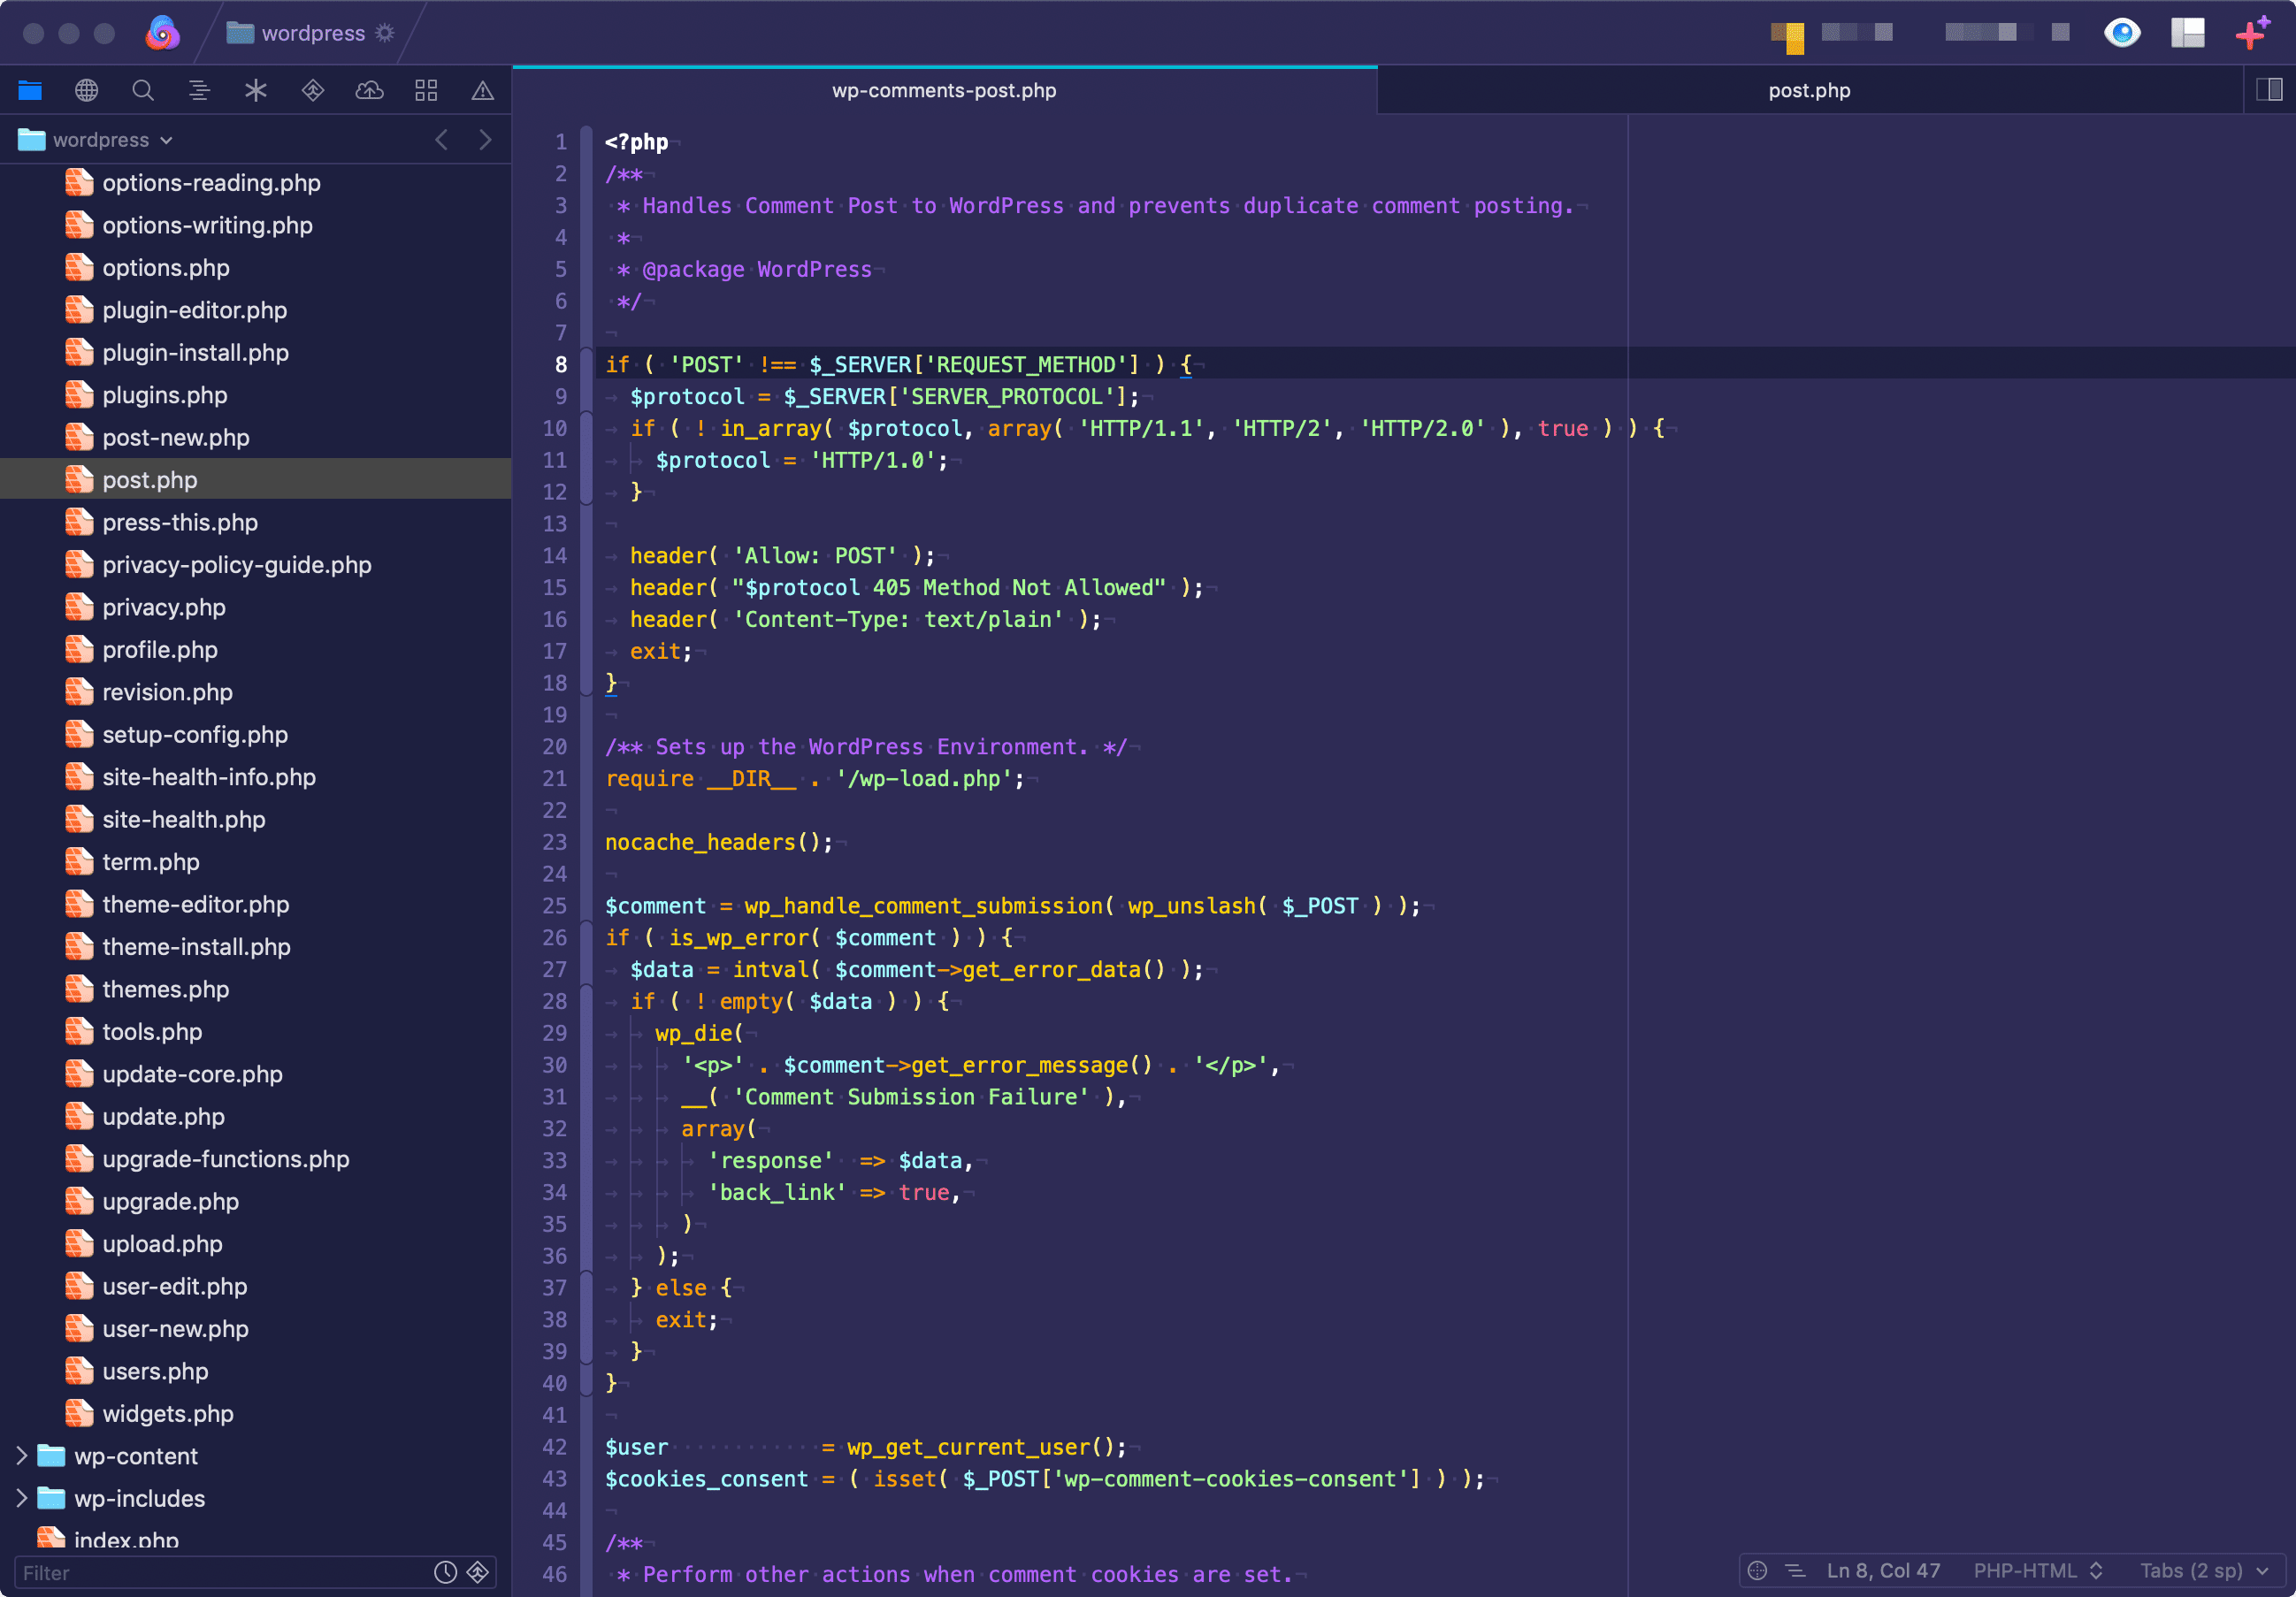 wordpress
wp-comments-post.php
post.php
wordpress
options-reading.php
options-writing.php
options.php
plugin-editor.php
plugin-install.php
plugins.php
post-new.php
post.php
press-this.php
privacy-policy-guide.php
privacy.php
profile.php
revision.php
setup-config.php
site-health-info.php
site-health.php
term.php
theme-editor.php
theme-install.php
themes.php
tools.php
update-core.php
update.php
upgrade-functions.php
upgrade.php
upload.php
user-edit.php
user-new.php
users.php
widgets.php
wp-content
wp-includes
index.php
Filter
1 <?php
2 /**
3  * Handles Comment Post to WordPress and prevents duplicate comment posting.
4  *
5  * @package WordPress
6  */
7
8 if ( 'POST' !== $_SERVER['REQUEST_METHOD'] ) {
9   $protocol = $_SERVER['SERVER_PROTOCOL'];
10   if ( ! in_array( $protocol, array( 'HTTP/1.1', 'HTTP/2', 'HTTP/2.0' ), true ) ) {
11     $protocol = 'HTTP/1.0';
12   }
13
14   header( 'Allow: POST' );
15   header( "$protocol 405 Method Not Allowed" );
16   header( 'Content-Type: text/plain' );
17   exit;
18 }
19
20 /** Sets up the WordPress Environment. */
21 require __DIR__ . '/wp-load.php';
22
23 nocache_headers();
24
25 $comment = wp_handle_comment_submission( wp_unslash( $_POST ) );
26 if ( is_wp_error( $comment ) ) {
27   $data = intval( $comment->get_error_data() );
28   if ( ! empty( $data ) ) {
29     wp_die(
30       '<p>' . $comment->get_error_message() . '</p>',
31       __( 'Comment Submission Failure' ),
32       array(
33         'response'  => $data,
34         'back_link' => true,
35       )
36     );
37   } else {
38     exit;
39   }
40 }
41
42 $user            = wp_get_current_user();
43 $cookies_consent = ( isset( $_POST['wp-comment-cookies-consent'] ) );
44
45 /**
46  * Perform other actions when comment cookies are set.
Ln 8, Col 47
PHP-HTML
Tabs (2 sp)